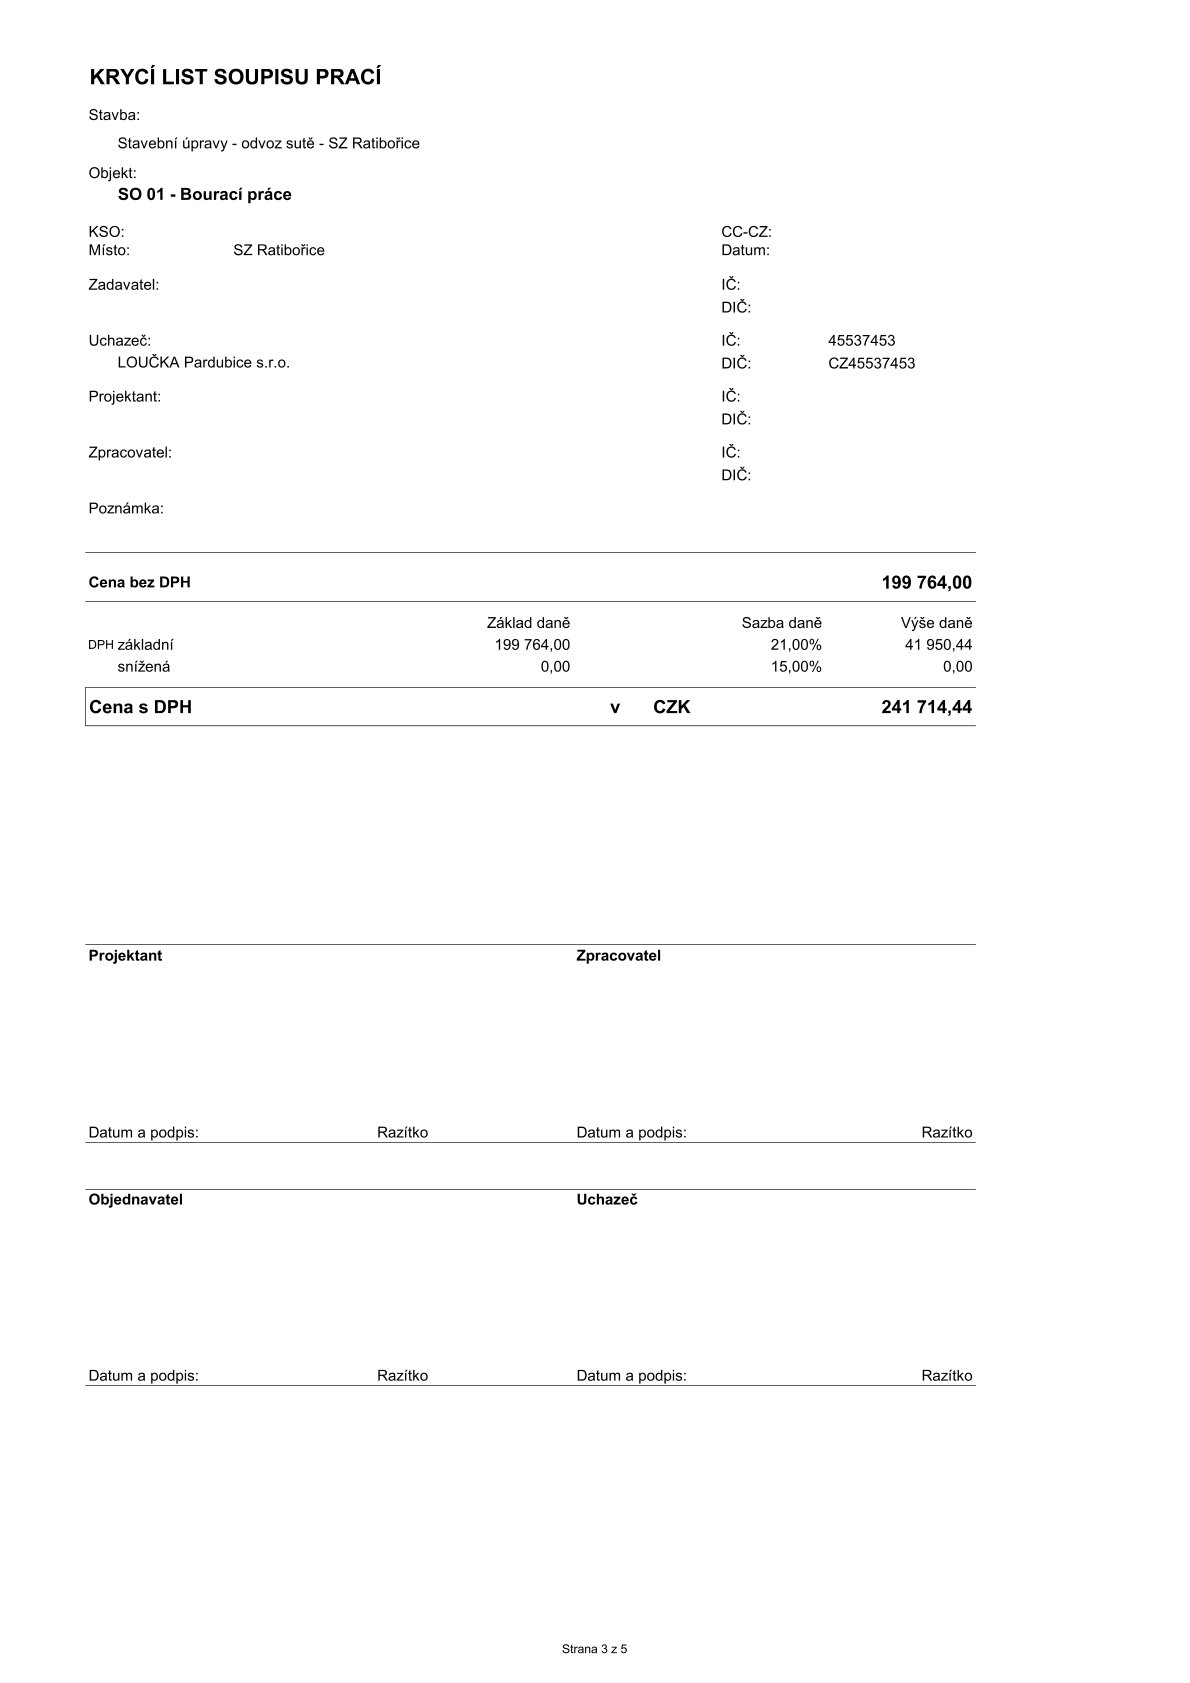 KRYCÍ LIST SOUPISU PRACÍ
Stavba:
Stavební úpravy - odvoz sutě - SZ Ratibořice
Objekt:
SO 01 - Bourací práce
KSO: CC-CZ:
Místo: SZ Ratibořice Datum:
Zadavatel: IČ:
DIČ:
Uchazeč: IČ: 45537453
LOUČKA Pardubice s.r.o. DIČ: CZ45537453
Projektant: IČ:
DIČ:
Zpracovatel: IČ:
DIČ:
Poznámka:
Cena bez DPH 199 764,00
Základ daně Sazba daně Výše daně
DPH základní 199 764,00 21,00% 41 950,44
snížená 0,00 15,00% 0,00
Cena s DPH v CZK 241 714,44
Projektant Zpracovatel
Datum a podpis: Razítko Datum a podpis: Razítko
Objednavatel Uchazeč
Datum a podpis: Razítko Datum a podpis: Razítko
Strana 3 z 5